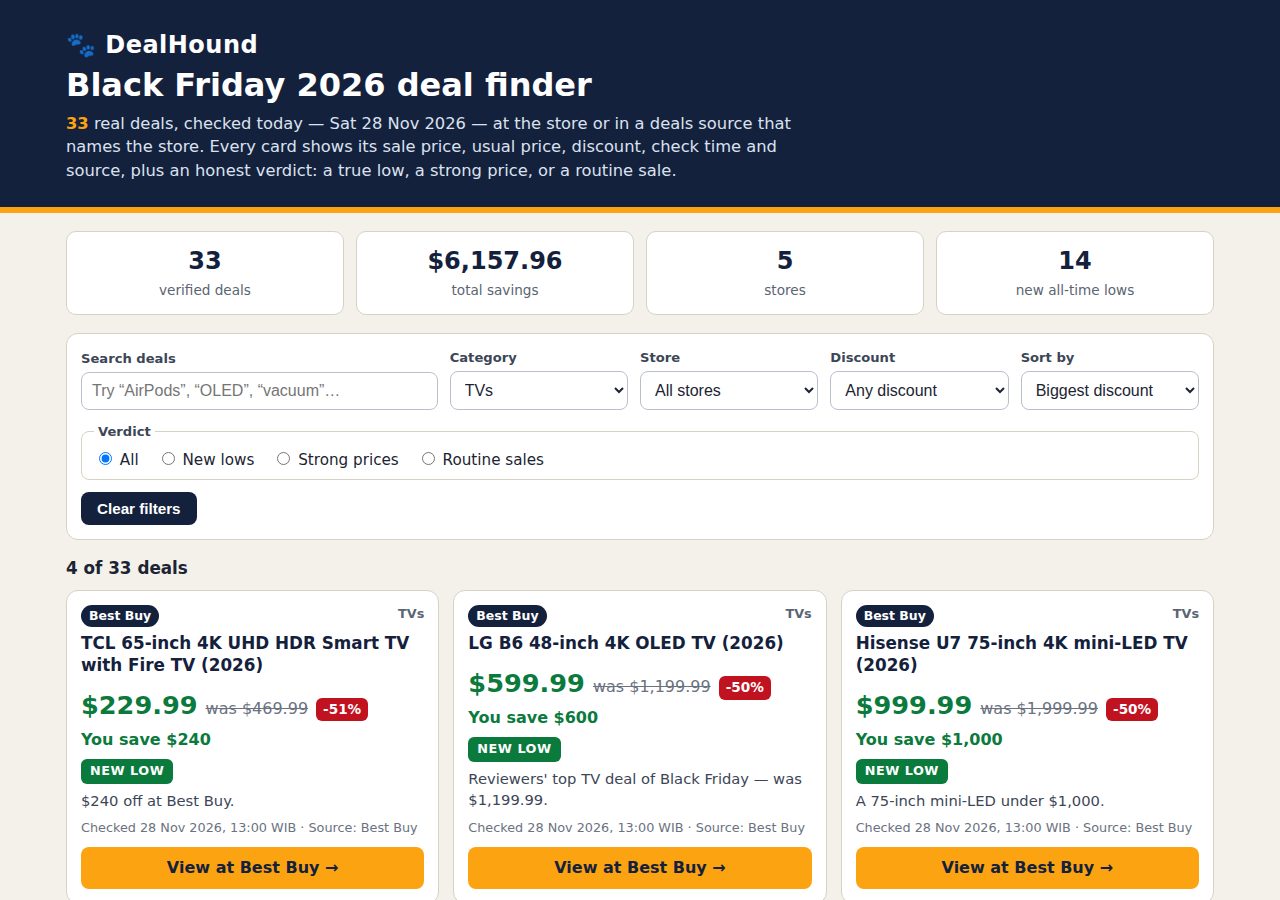 🐾 DealHound
Black Friday 2026 deal finder
33 real deals, checked today — Sat 28 Nov 2026 — at the store or in a deals source that
names the store. Every card shows its sale price, usual price, discount, check time and
source, plus an honest verdict: a true low, a strong price, or a routine sale.
33
verified deals
$6,157.96
total savings
5
stores
14
new all-time lows
Search deals
Try “AirPods”, “OLED”, “vacuum”…
Category
TVs
Store
All stores
Discount
Any discount
Sort by
Biggest discount
Verdict
All
New lows
Strong prices
Routine sales
Clear filters
4 of 33 deals
Best Buy
TVs
TCL 65-inch 4K UHD HDR Smart TV
with Fire TV (2026)
$229.99 was $469.99 -51%
You save $240
NEW LOW
$240 off at Best Buy.
Checked 28 Nov 2026, 13:00 WIB · Source: Best Buy
View at Best Buy →
Best Buy
TVs
LG B6 48-inch 4K OLED TV (2026)
$599.99 was $1,199.99 -50%
You save $600
NEW LOW
Reviewers' top TV deal of Black Friday — was
$1,199.99.
Checked 28 Nov 2026, 13:00 WIB · Source: Best Buy
View at Best Buy →
Best Buy
TVs
Hisense U7 75-inch 4K mini-LED TV
(2026)
$999.99 was $1,999.99 -50%
You save $1,000
NEW LOW
A 75-inch mini-LED under $1,000.
Checked 28 Nov 2026, 13:00 WIB · Source: Best Buy
View at Best Buy →